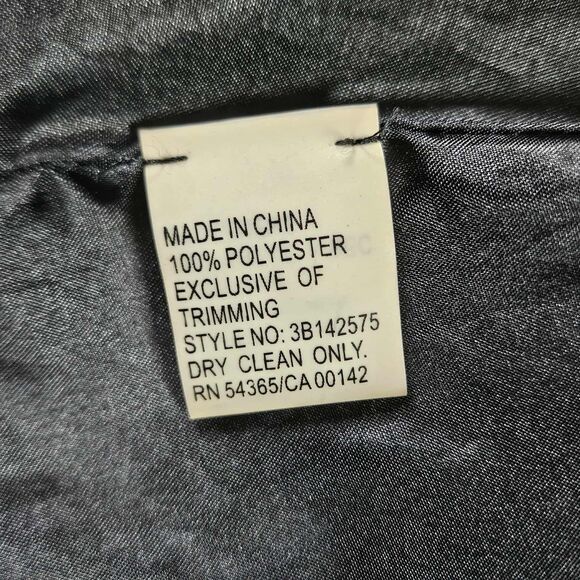 MADE IN CHINA
100% POLYESTER
EXCLUSIVE OF
TRIMMING
STYLE NO: 3B142575
DRY CLEAN ONLY.
RN 54365/CA 00142